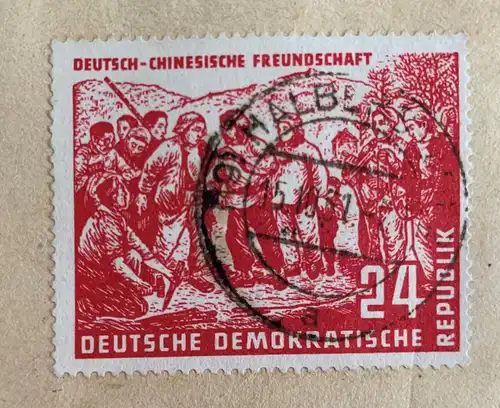 DEUTSCH-CHINESISCHE FREUNDSCHAFT
24
DEUTSCHE DEMOKRATISCHE
REPUBLIK
a